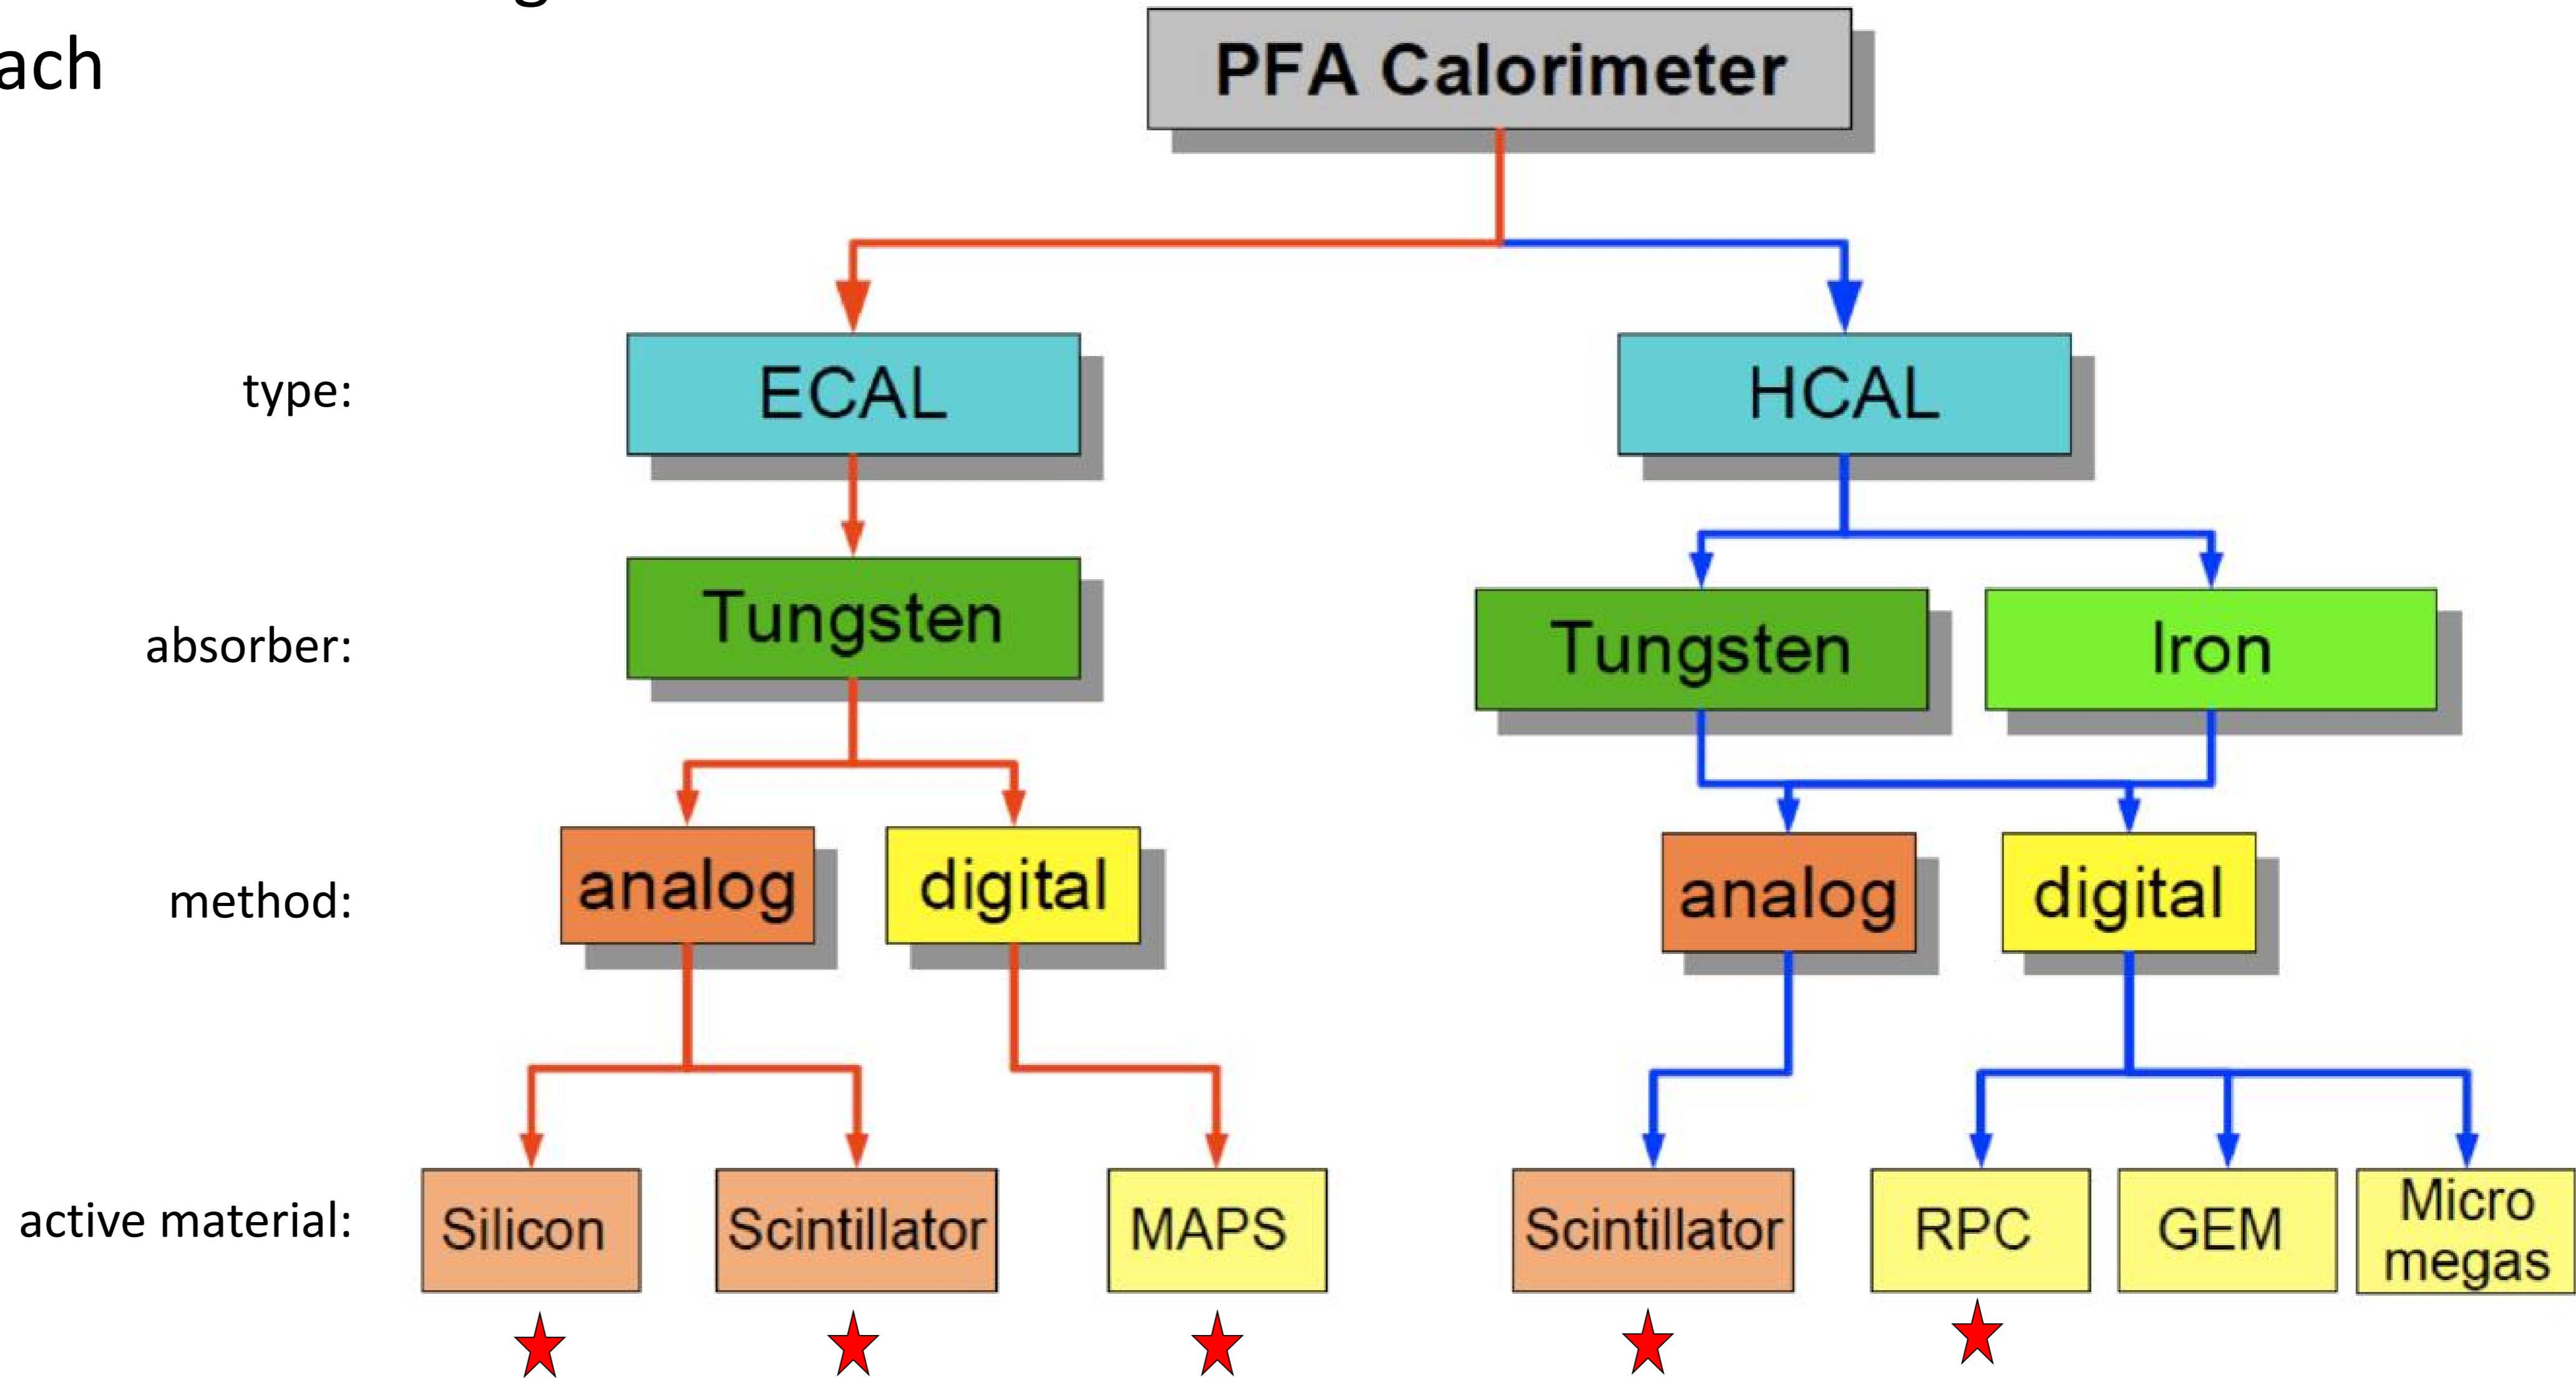 ach
PFA Calorimeter
type:
ECAL
HCAL
absorber:
Tungsten
Tungsten
Iron
method:
analog
digital
analog
digital
active material:
Silicon
Scintillator
MAPS
Scintillator
RPC
GEM
Micro
megas